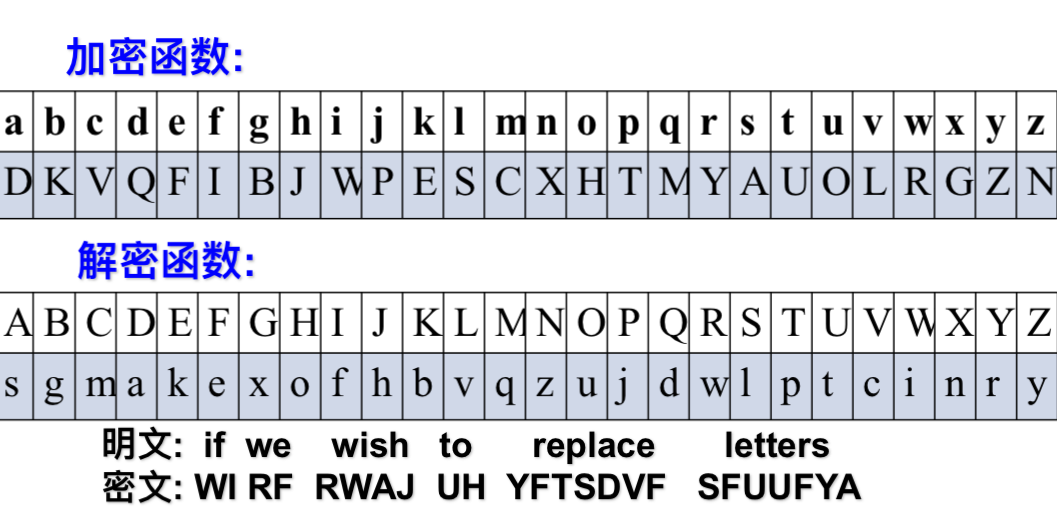 加密函数:
a b c d e f g h i j k l m n o p q r s t u v w x y z
D K V Q F I B J W P E S C X H T M Y A U O L R G Z N
解密函数:
A B C D E F G H I J K L M N O P Q R S T U V W X Y Z
s g m a k e x o f h b v q z u j d w l p t c i n r y
明文: if we wish to replace letters
密文: WI RF RWAJ UH YFTSDVF SFUUFYA